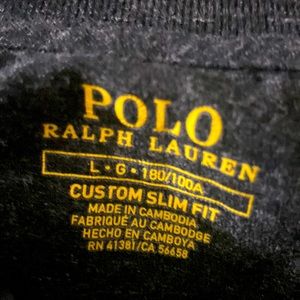 POLO
RALPH LAUREN
L • G • 180/100A
CUSTOM SLIM FIT
MADE IN CAMBODIA
FABRIQUÉ AU CAMBODGE
HECHO EN CAMBOYA
RN 41381/CA 56658